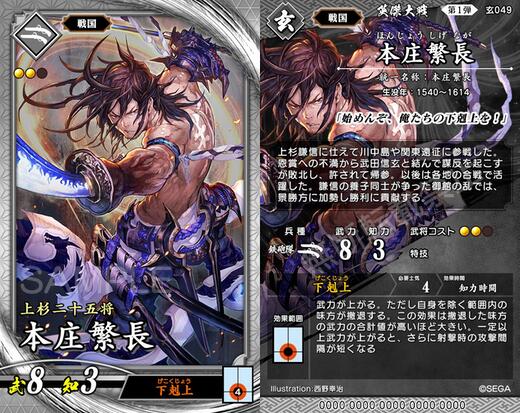 戦国
SAMPLE
上杉二十五将
本庄繁長
武8 知3
げこくじょう
下剋上
4
玄
戦国
英傑大戦
第1弾
玄049
ほんじょうしげなが
本庄繁長
統一名称：本庄繁長
生没年：1540～1614
「始めんぞ、俺たちの下剋上を！」
上杉謙信に仕えて川中島や関東遠征に参戦した。
恩賞への不満から武田信玄と結んで謀反を起こす
が敗北し、許されて帰参。以後は各地の合戦で活
躍した。謙信の養子同士が争った御館の乱では、
景勝方に加勢し勝利に貢献する。
兵種 武力 知力 武将コスト
鉄砲隊 8 3 特技
げこくじょう 必要士気 効果時間
下剋上 4 知力時間
効果範囲
武力が上がる。ただし自身を除く範囲内の
味方が撤退する。この効果は撤退した味方
の武力の合計値が高いほど大きい。一定以
上武力が上がると、さらに射撃時の攻撃間
隔が短くなる
Illustration:西野幸治
©SEGA
0000-0000-0000-0000-0000